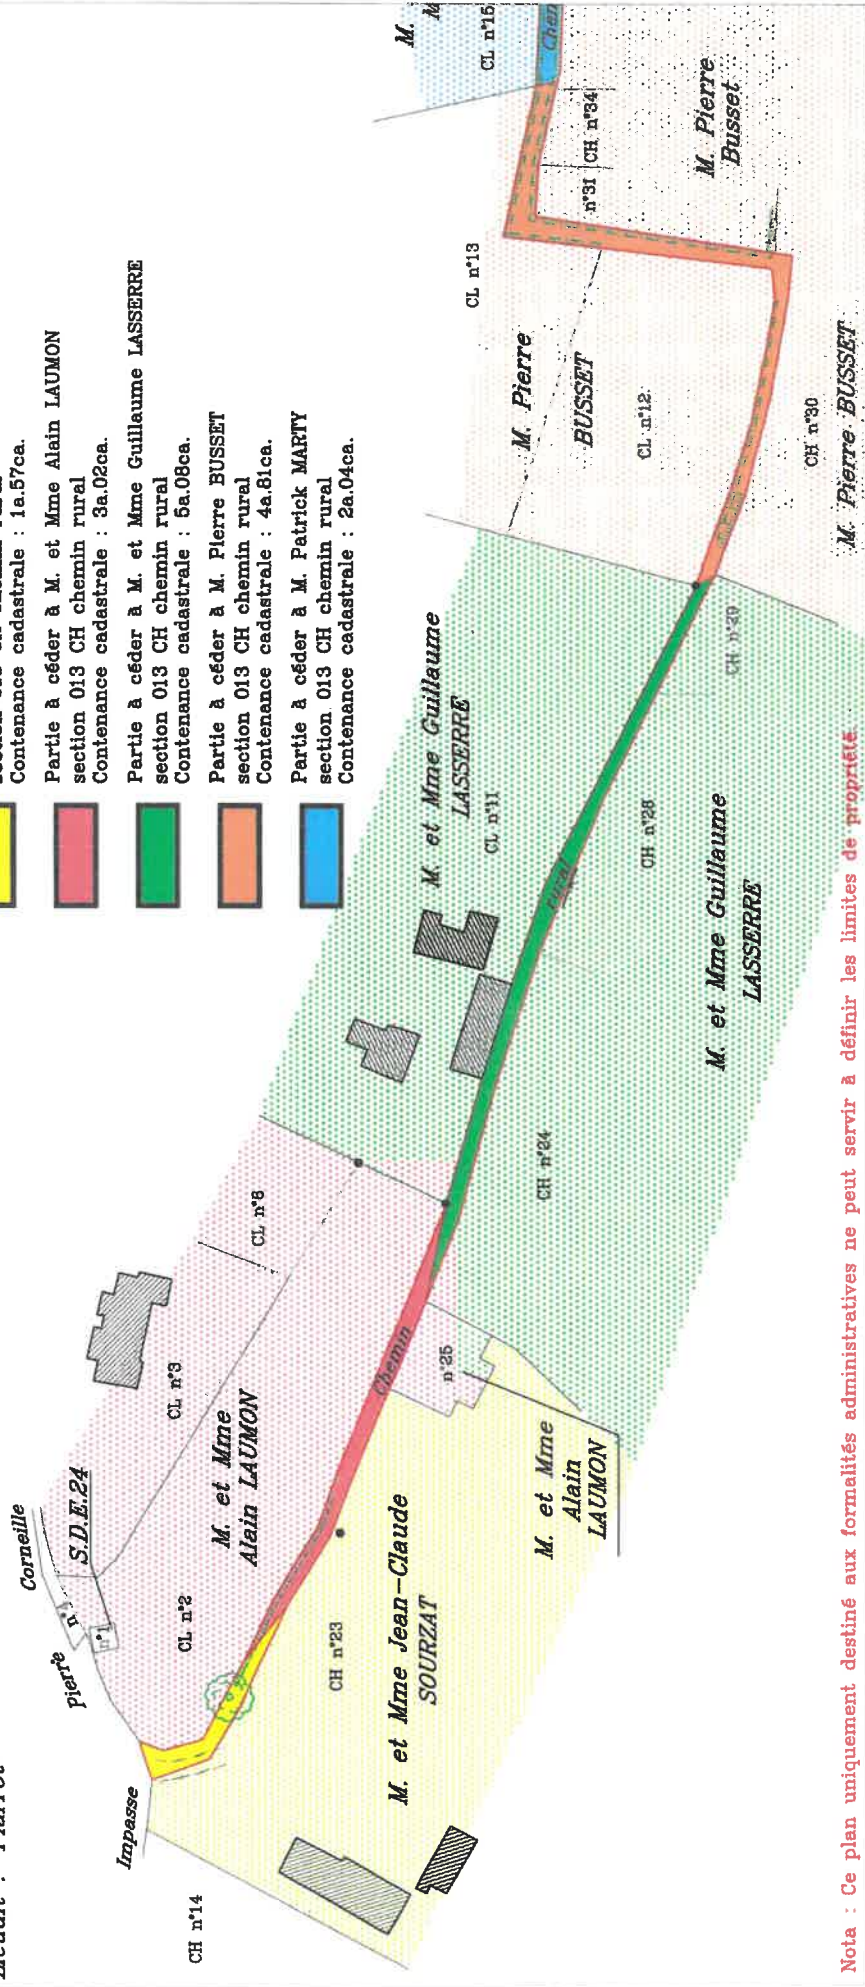 Contenance cadastrale : 1a.57ca.
Partie à céder à M. et Mme Alain LAUMON
section 013 CH chemin rural
Contenance cadastrale : 3a.02ca.
Partie à céder à M. et Mme Guillaume LASSERRE
section 013 CH chemin rural
Contenance cadastrale : 5a.08ca.
Partie à céder à M. Pierre BUSSET
section 013 CH chemin rural
Contenance cadastrale : 4a.81ca.
Partie à céder à M. Patrick MARTY
section 013 CH chemin rural
Contenance cadastrale : 2a.04ca.
Impasse
pierre
Corneille
n°1
S.D.E.24
CL n°3
CL n°8
CL n°2
M. et Mme
Alain LAUMON
CH n°14
CH n°23
M. et Mme Jean-Claude
SOURZAT
Chemin
n°25
M. et Mme
Alain
LAUMON
M. et Mme Guillaume
LASSERRE
CL n°11
rural
CH n°24
CH n°28
CH n°29
M. et Mme Guillaume
LASSERRE
CL n°13
M. Pierre
BUSSET
CL n°12
CH n°30
M. Pierre BUSSET
n°31
CH n°34
M. Pierre
Busset
CL n°15
M.
M
Chem
Nota : Ce plan uniquement destiné aux formalités administratives ne peut servir à définir les limites de propriété.